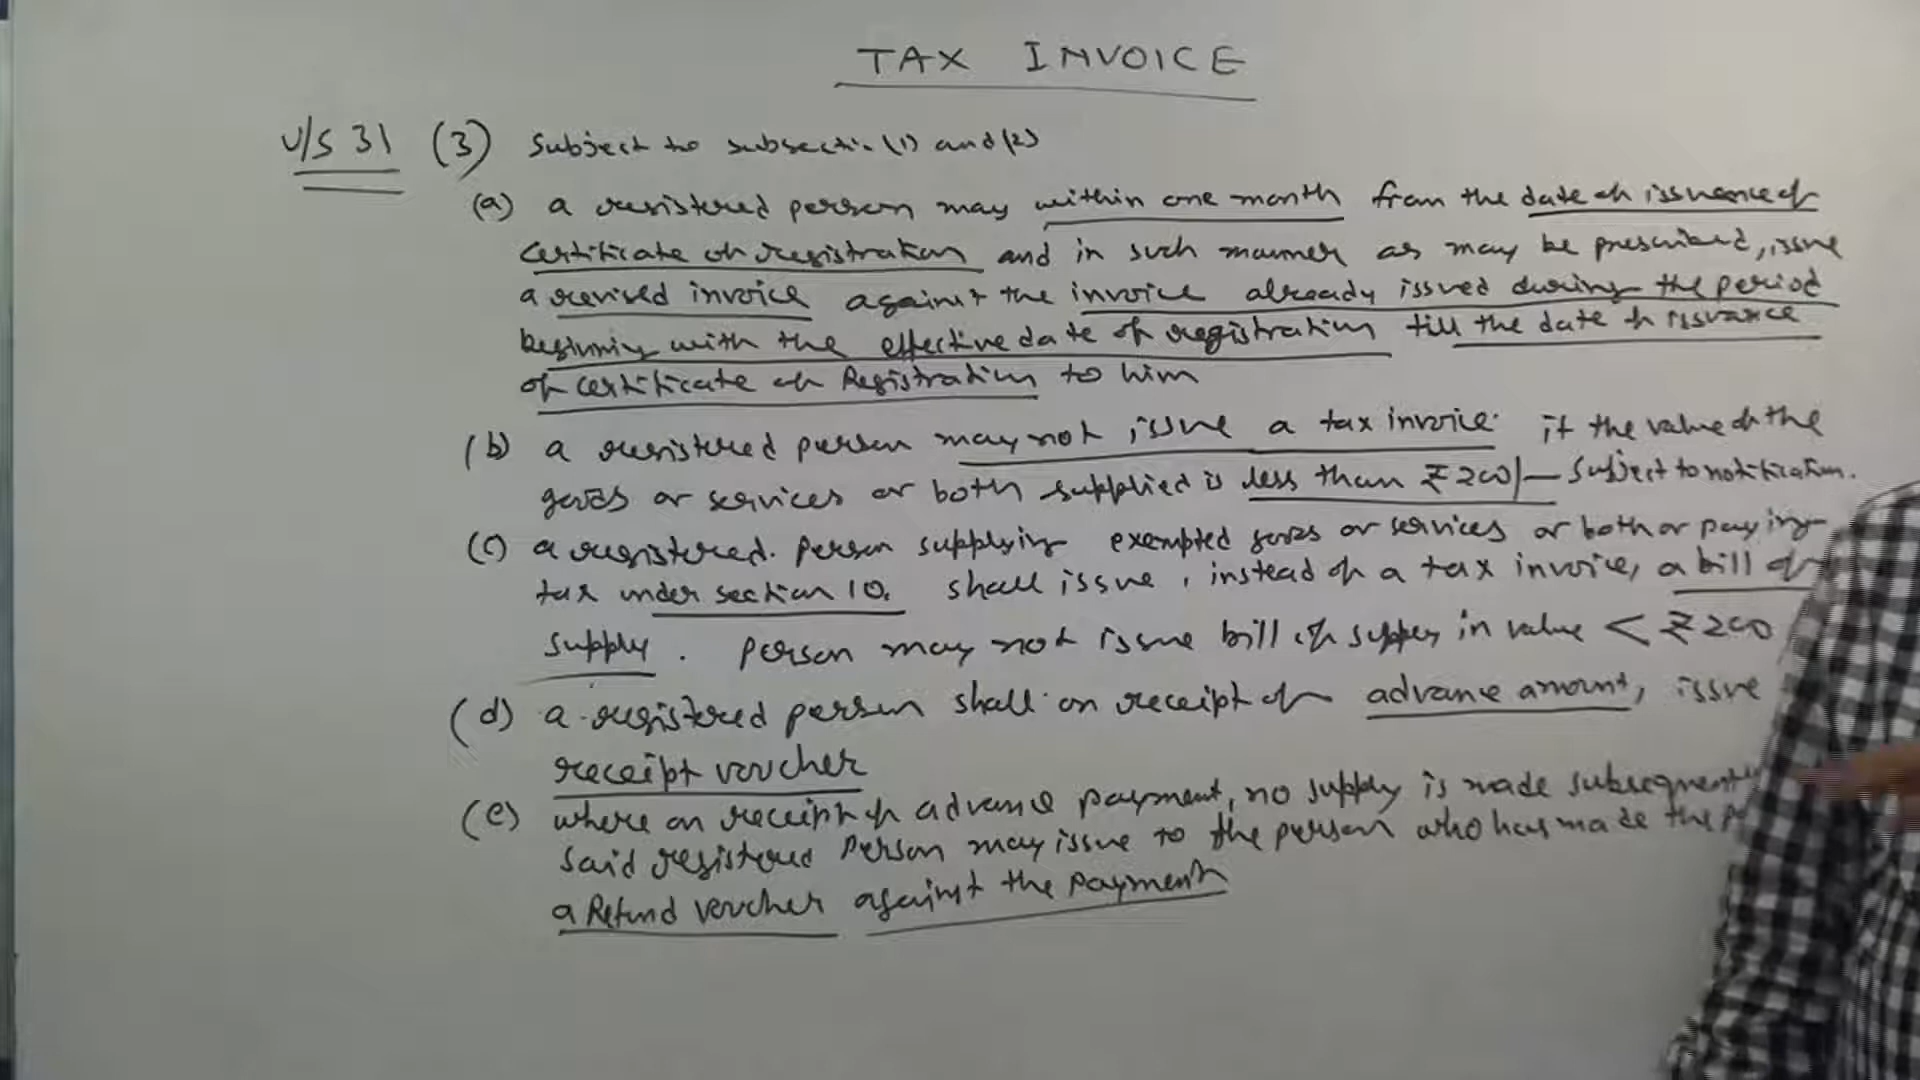 TAX INVOICE
U/S 31 (3) Subject to subsection (1) and (2)
(a) a registered person may within one month from the date of issuance of
certificate of registration and in such manner as may be prescribed, issue
a revised invoice against the invoice already issued during the period
beginning with the effective date of registration till the date of issuance
of certificate of Registration to him
(b) a registered person may not issue a tax invoice if the value of the
goods or services or both supplied is less than ₹200/- subject to notification.
(c) a registered person supplying exempted goods or services or both or paying
tax under section 10. shall issue, instead of a tax invoice, a bill of
supply. person may not issue bill of supply in value < ₹200
(d) a registered person shall on receipt of advance amount, issue
receipt voucher
(e) where on receipt of advance payment, no supply is made
said registered person may issue to the person who has made the
a Refund voucher against the payment